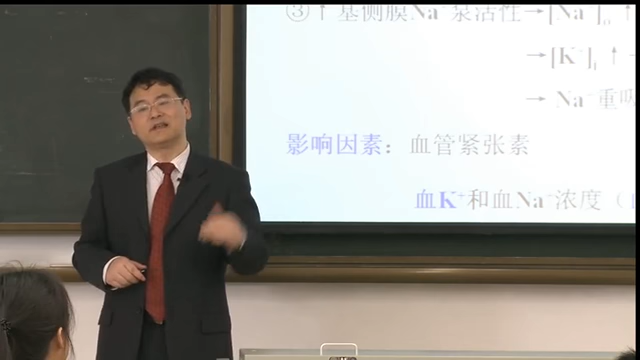 ③↑基侧膜Na⁺泵活性→[Na⁺]ᵢ↑
→[K⁺]ᵢ↑
→ Na⁺重吸
影响因素：血管紧张素
血K⁺和血Na⁺浓度（